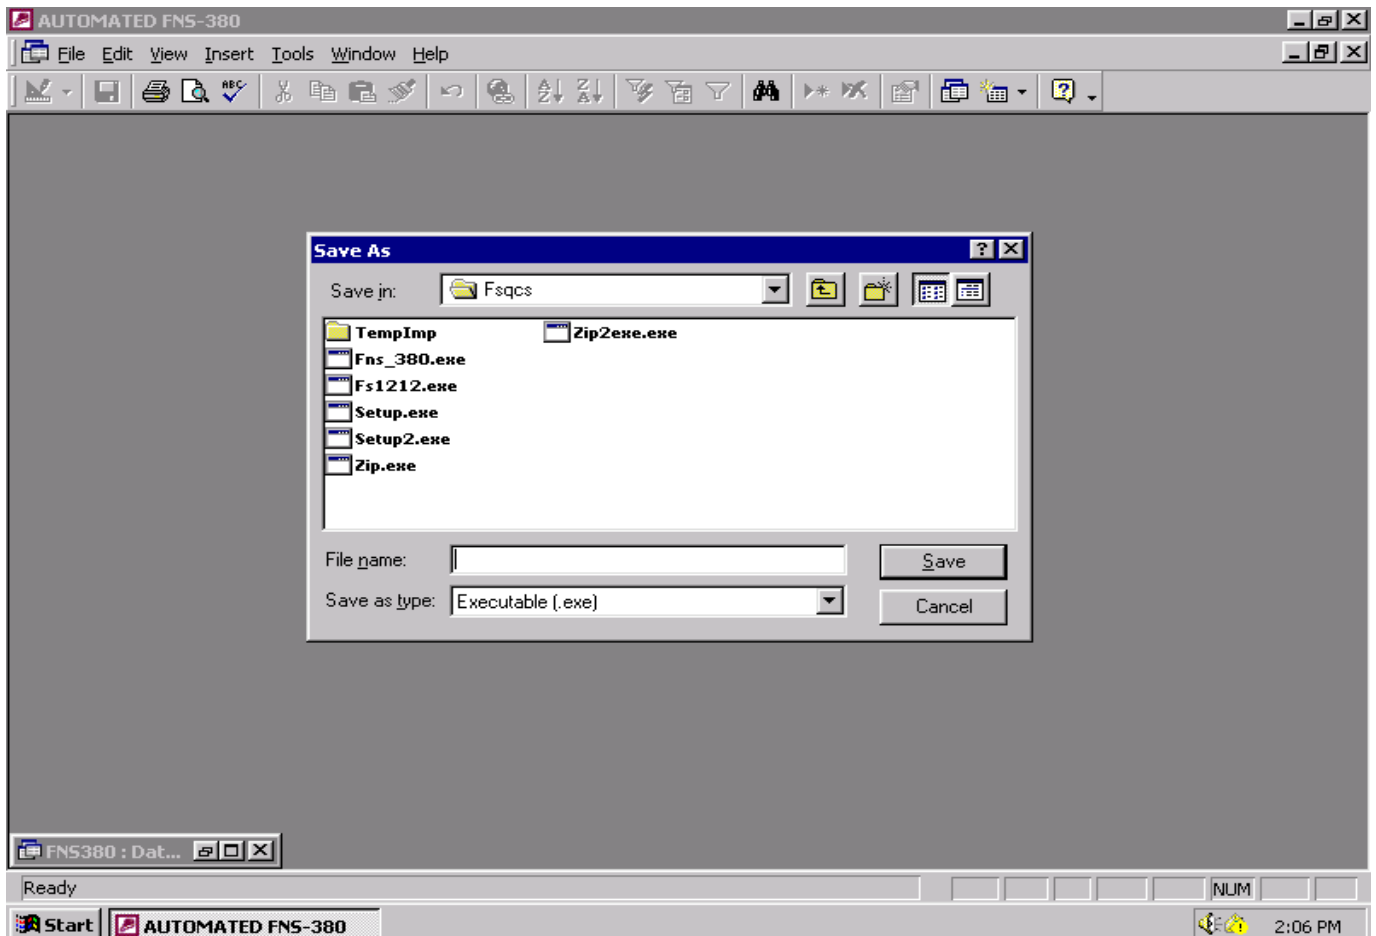 AUTOMATED FNS-380
File Edit View Insert Tools Window Help
ABC
Save As
Save in: Fsqcs
TempImp Zip2exe.exe
Fns_380.exe
Fs1212.exe
Setup.exe
Setup2.exe
Zip.exe
File name: Save
Save as type: Executable (.exe) Cancel
FNS380 : Dat...
Ready NUM
Start AUTOMATED FNS-380 2:06 PM